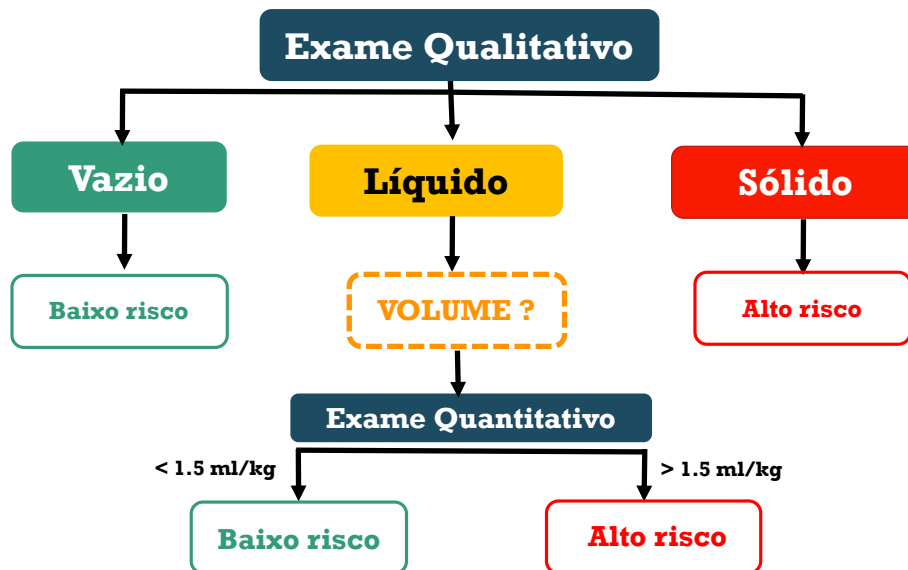 Exame Qualitativo
Vazio
Líquido
Sólido
Baixo risco
VOLUME ?
Alto risco
Exame Quantitativo
< 1.5 ml/kg
> 1.5 ml/kg
Baixo risco
Alto risco